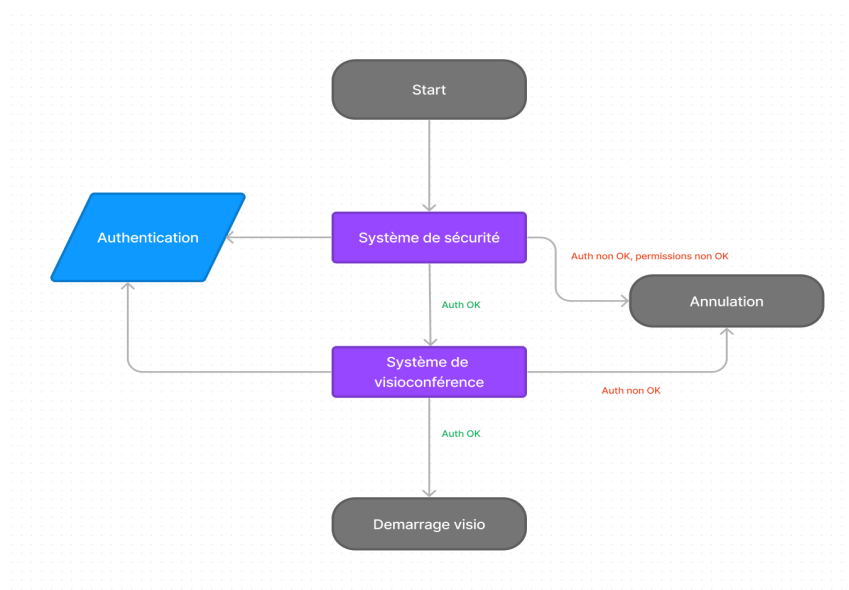 Start
Authentication
Système de sécurité
Auth non OK, permissions non OK
Annulation
Auth OK
Système de
visioconférence
Auth non OK
Auth OK
Demarrage visio